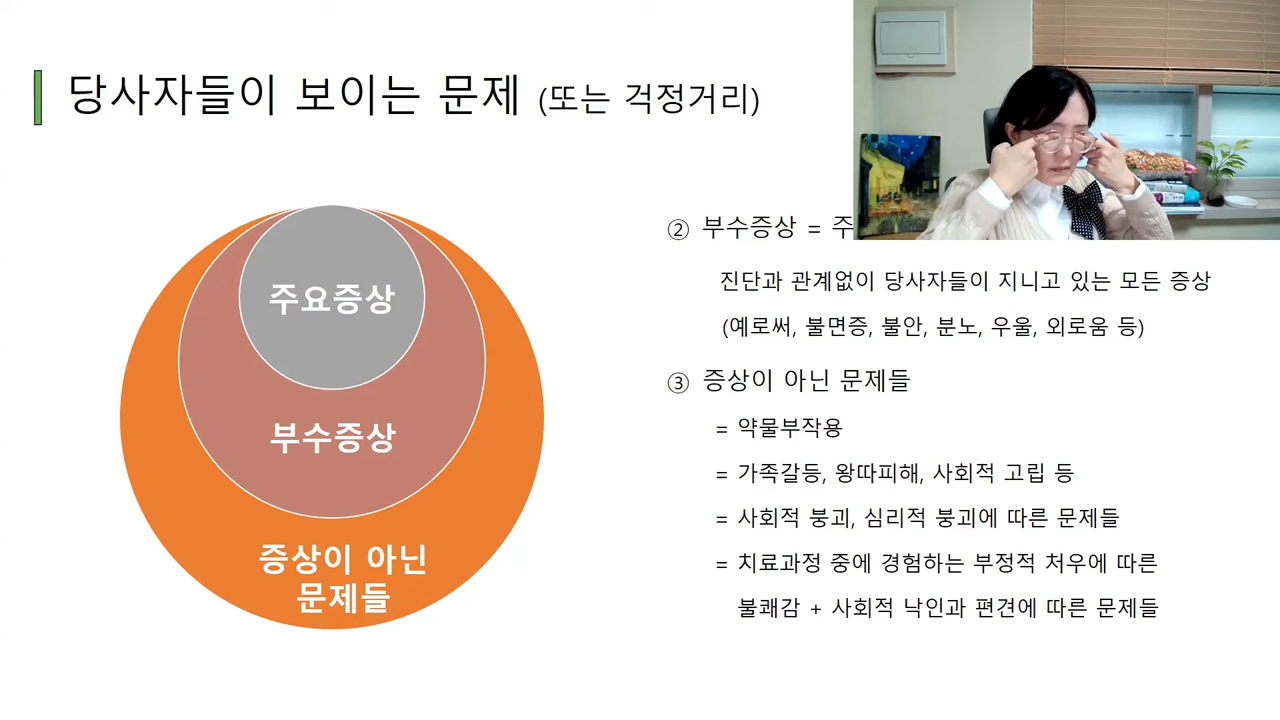 당사자들이 보이는 문제 (또는 걱정거리)
주요증상
부수증상
증상이 아닌
문제들
② 부수증상 = 주
진단과 관계없이 당사자들이 지니고 있는 모든 증상
(예로써, 불면증, 불안, 분노, 우울, 외로움 등)
③ 증상이 아닌 문제들
= 약물부작용
= 가족갈등, 왕따피해, 사회적 고립 등
= 사회적 붕괴, 심리적 붕괴에 따른 문제들
= 치료과정 중에 경험하는 부정적 처우에 따른
불쾌감 + 사회적 낙인과 편견에 따른 문제들